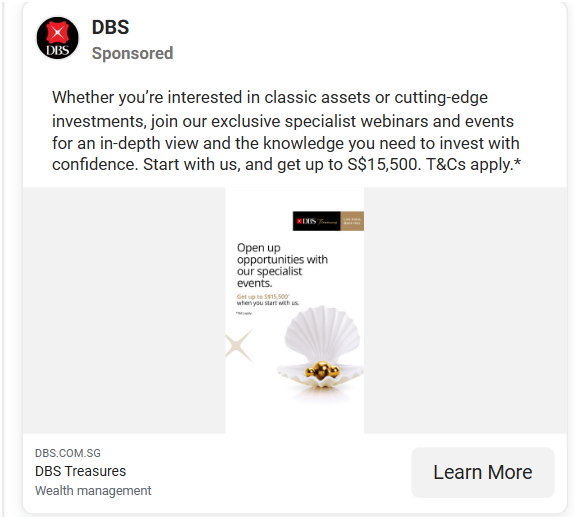 DBS
DBS
Sponsored
Whether you’re interested in classic assets or cutting-edge
investments, join our exclusive specialist webinars and events
for an in-depth view and the knowledge you need to invest with
confidence. Start with us, and get up to S$15,500. T&Cs apply.*
DBS Treasures
Open up
opportunities with
our specialist
events.
Get up to S$15,500*
when you start with us.
DBS.COM.SG
DBS Treasures
Wealth management
Learn More